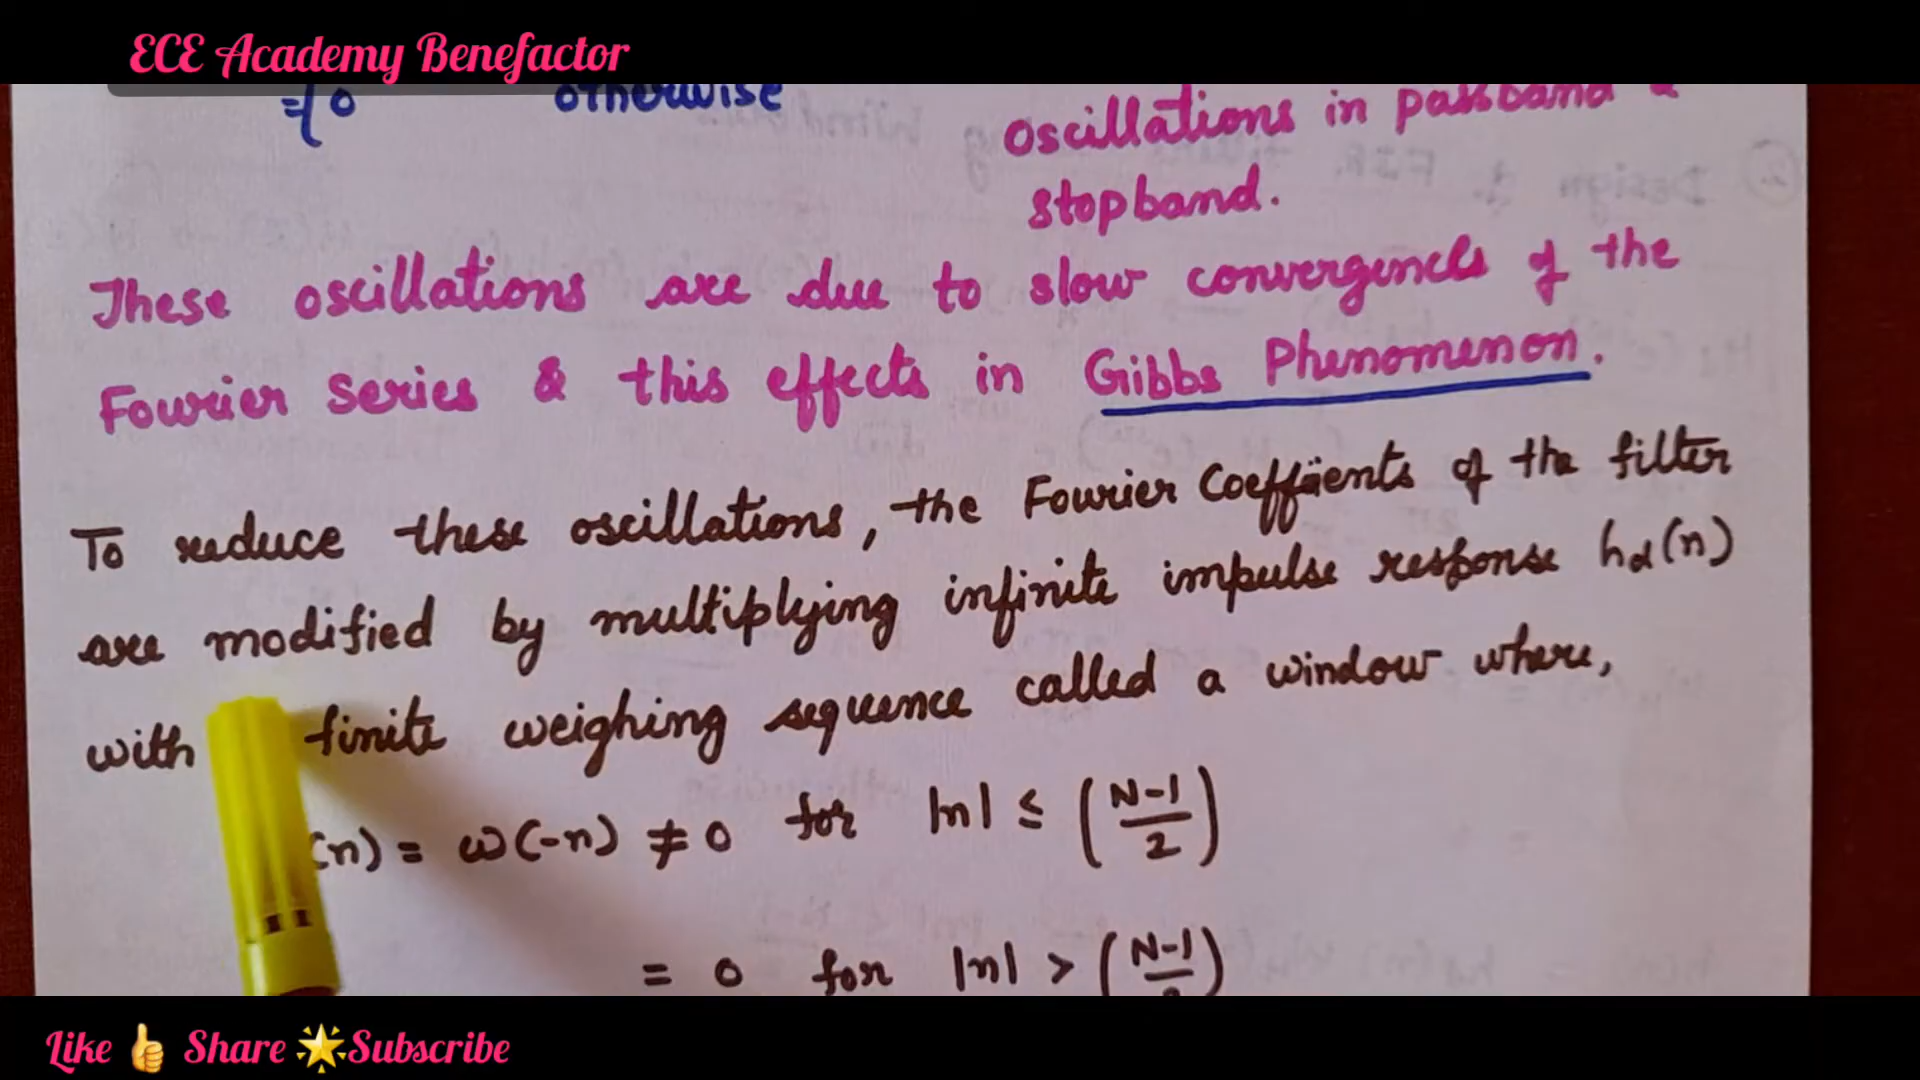 ECE Academy Benefactor
={0 otherwise
oscillations in passband &
stopband.
These oscillations are due to slow convergences of the
Fourier Series & this effects in Gibbs Phenomenon.
To reduce these oscillations, the Fourier Coefficients of the filter
are modified by multiplying infinite impulse response hd(n)
with finite weighing sequence called a window where,
(n) = ω(-n) ≠ 0 for |n| ≤ (N-1/2)
= 0 for |n| > (N-1/2)
Like 👍 Share 🌟Subscribe